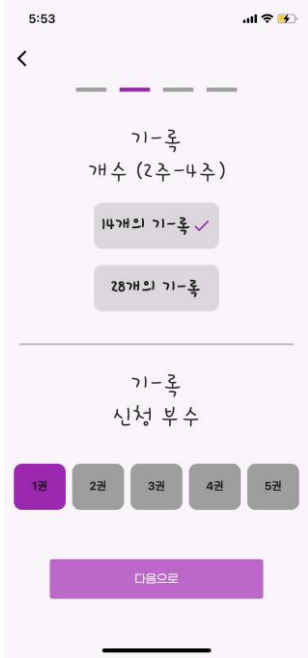 5:53
기-록
개수 (2주-4주)
14개의 기-록
28개의 기-록
기-록
신청 부수
1권 2권 3권 4권 5권
다음으로